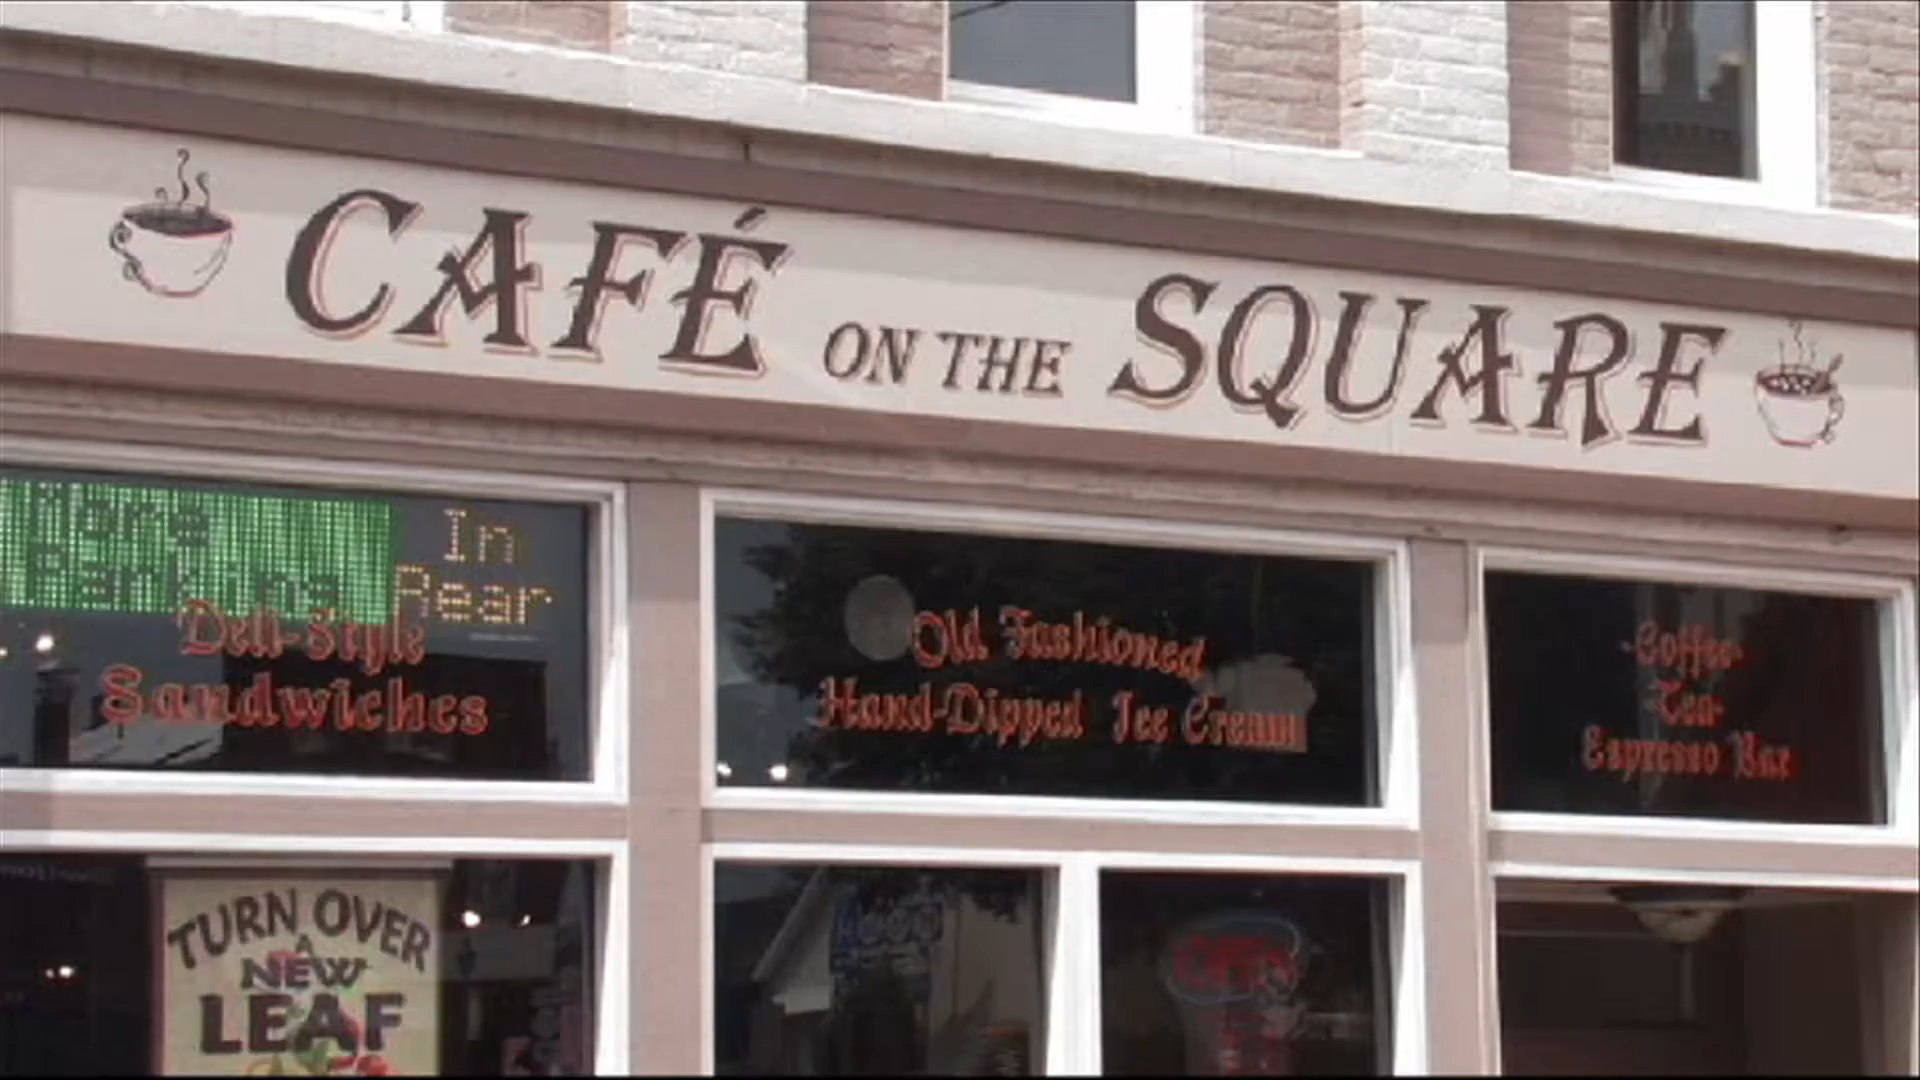 CAFÉ ON THE SQUARE
More In
Parking Rear
Deli-Style
Sandwiches
Old Fashioned
Hand-Dipped Ice Cream
-Coffee-
-Tea-
Espresso Bar
TURN OVER
A
NEW
LEAF
OPEN